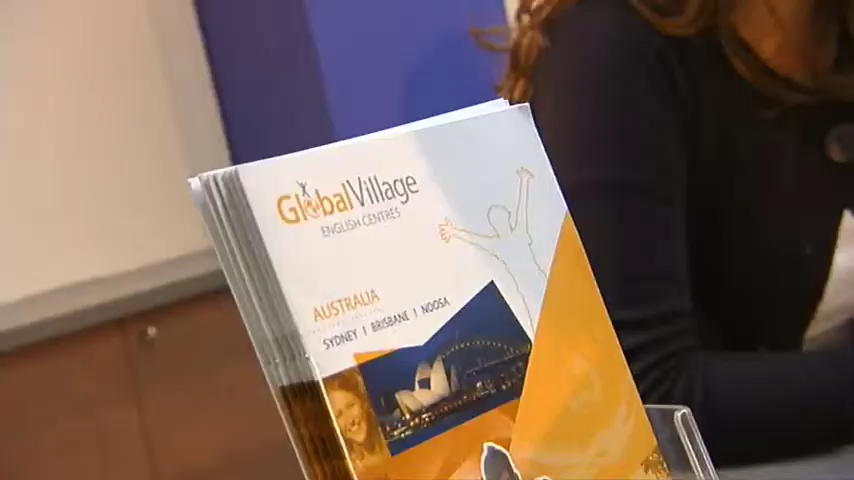 GlobalVillage
ENGLISH CENTRES
AUSTRALIA
SYDNEY I BRISBANE I NOOSA